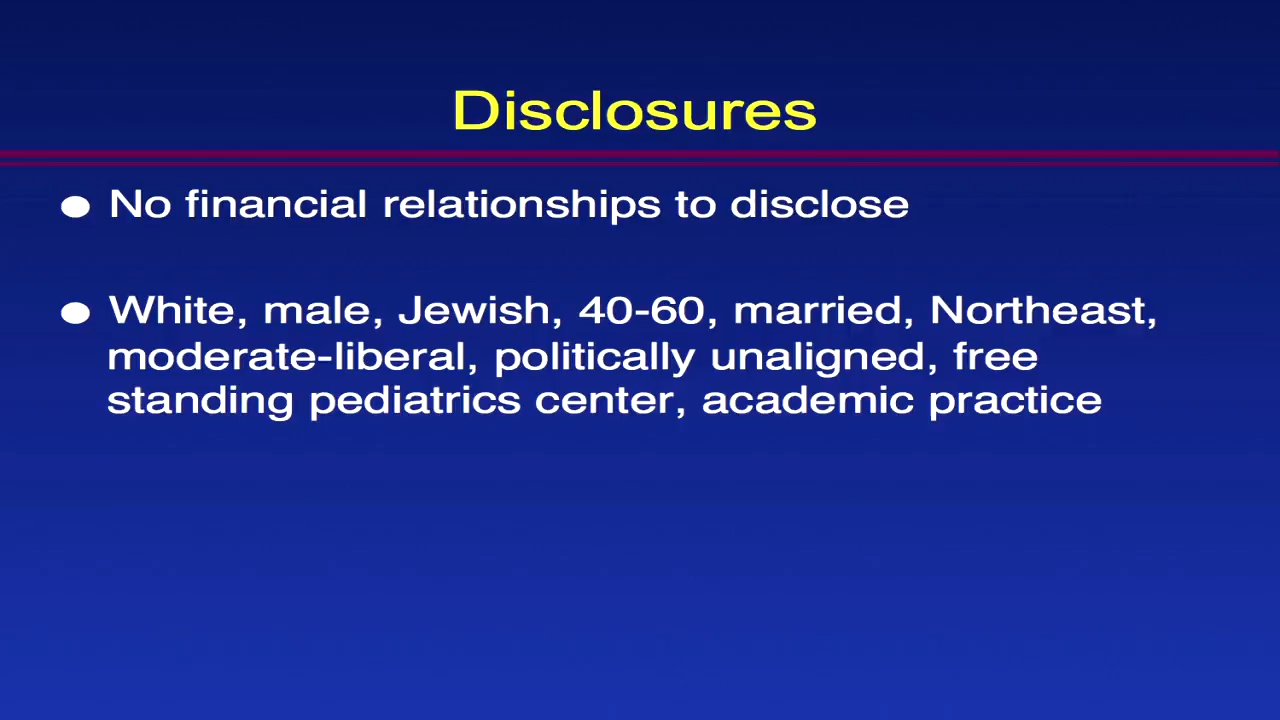 Disclosures
No financial relationships to disclose
White, male, Jewish, 40-60, married, Northeast,
moderate-liberal, politically unaligned, free
standing pediatrics center, academic practice